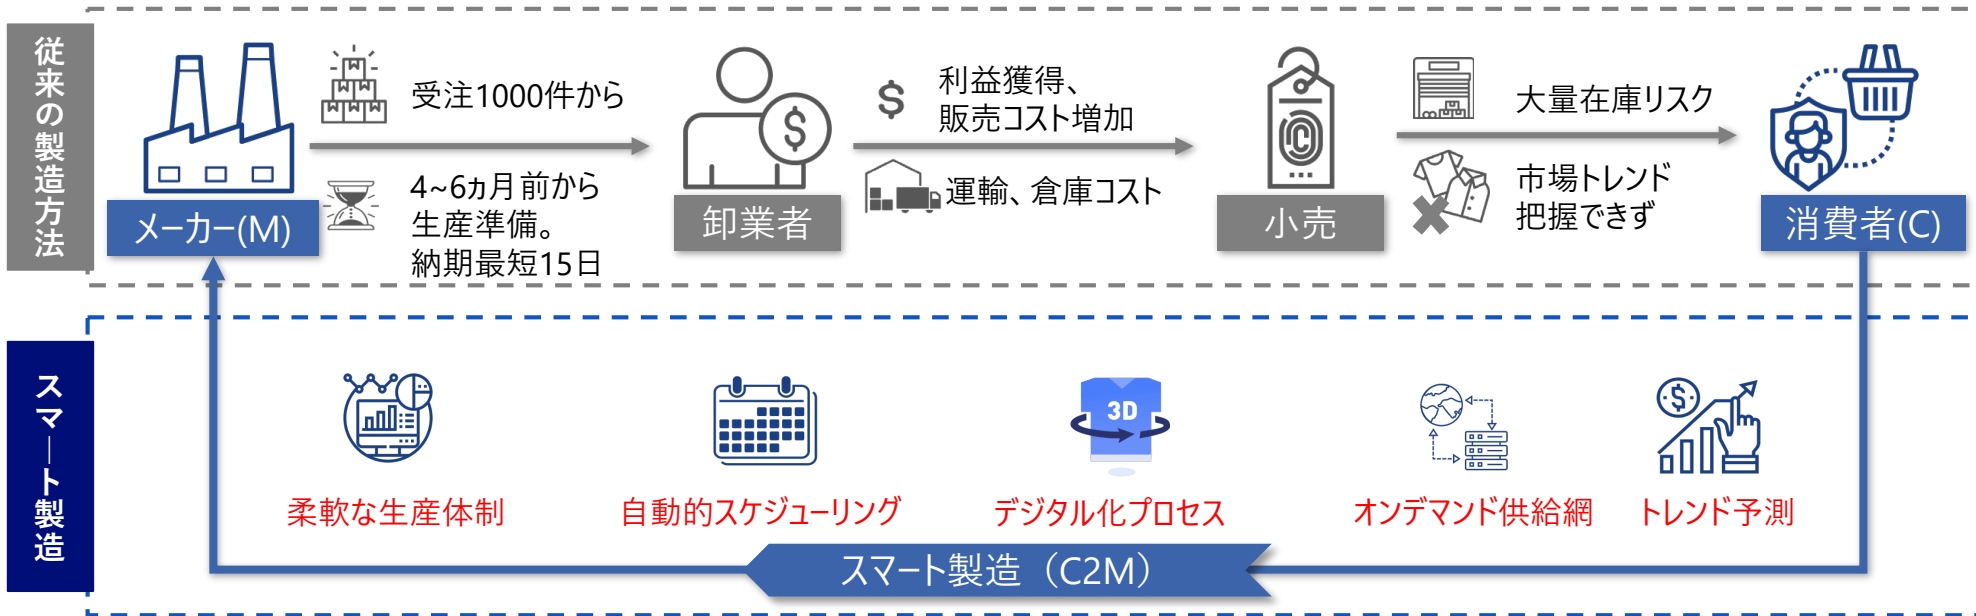 従来の製造方法
受注1000件から
4~6ヵ月前から
生産準備。
納期最短15日
メーカー(M)
$
卸業者
$
利益獲得、
販売コスト増加
運輸、倉庫コスト
小売
大量在庫リスク
市場トレンド
把握できず
消費者(C)
スマート製造
柔軟な生産体制
自動的スケジューリング
3D
デジタル化プロセス
オンデマンド供給網
$
トレンド予測
スマート製造（C2M）